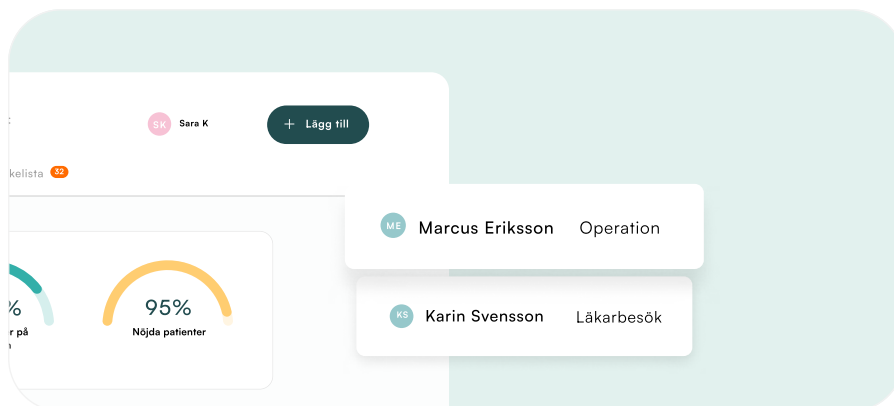 SK Sara K
+ Lägg till
kelista 32
ME Marcus Eriksson Operation
KS Karin Svensson Läkarbesök
% 95%
r på Nöjda patienter